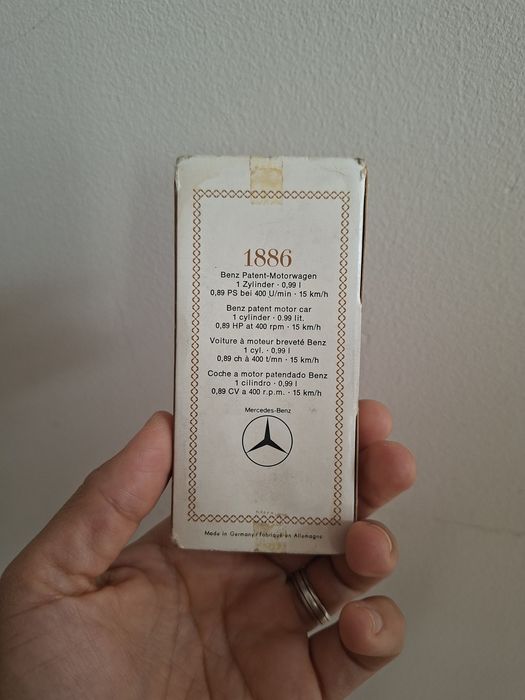 1886
Benz Patent-Motorwagen
1 Zylinder · 0,99 l
0,89 PS bei 400 U/min · 15 km/h
Benz patent motor car
1 cylinder · 0.99 lit.
0,89 HP at 400 rpm · 15 km/h
Voiture à moteur breveté Benz
1 cyl. · 0,99 l
0,89 ch à 400 t/mn · 15 km/h
Coche a motor patendado Benz
1 cilindro · 0,99 l
0,89 CV a 400 r.p.m. · 15 km/h
Mercedes-Benz
Made in Germany/Fabriqué en Allemagne